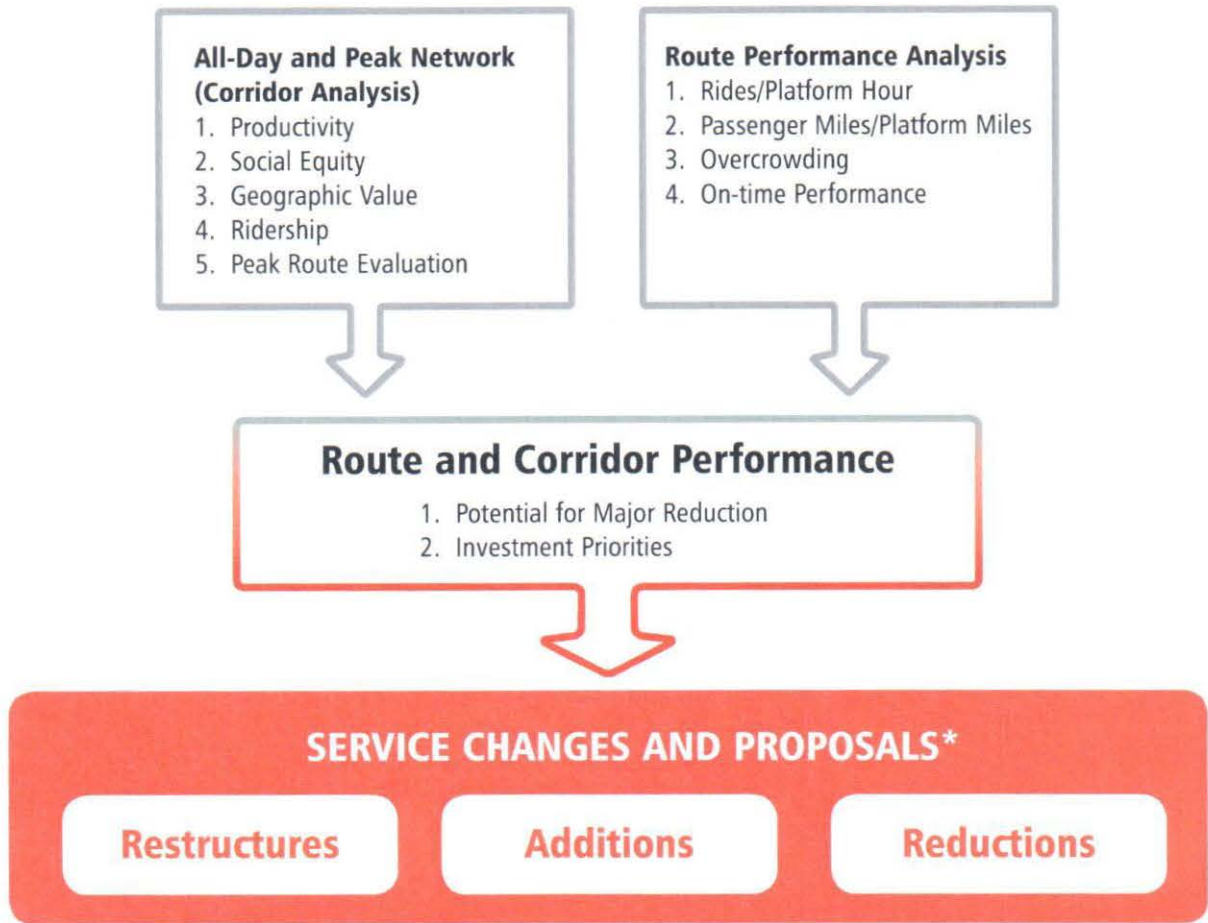 All-Day and Peak Network
(Corridor Analysis)
1. Productivity
2. Social Equity
3. Geographic Value
4. Ridership
5. Peak Route Evaluation
Route Performance Analysis
1. Rides/Platform Hour
2. Passenger Miles/Platform Miles
3. Overcrowding
4. On-time Performance
Route and Corridor Performance
1. Potential for Major Reduction
2. Investment Priorities
SERVICE CHANGES AND PROPOSALS*
Restructures
Additions
Reductions